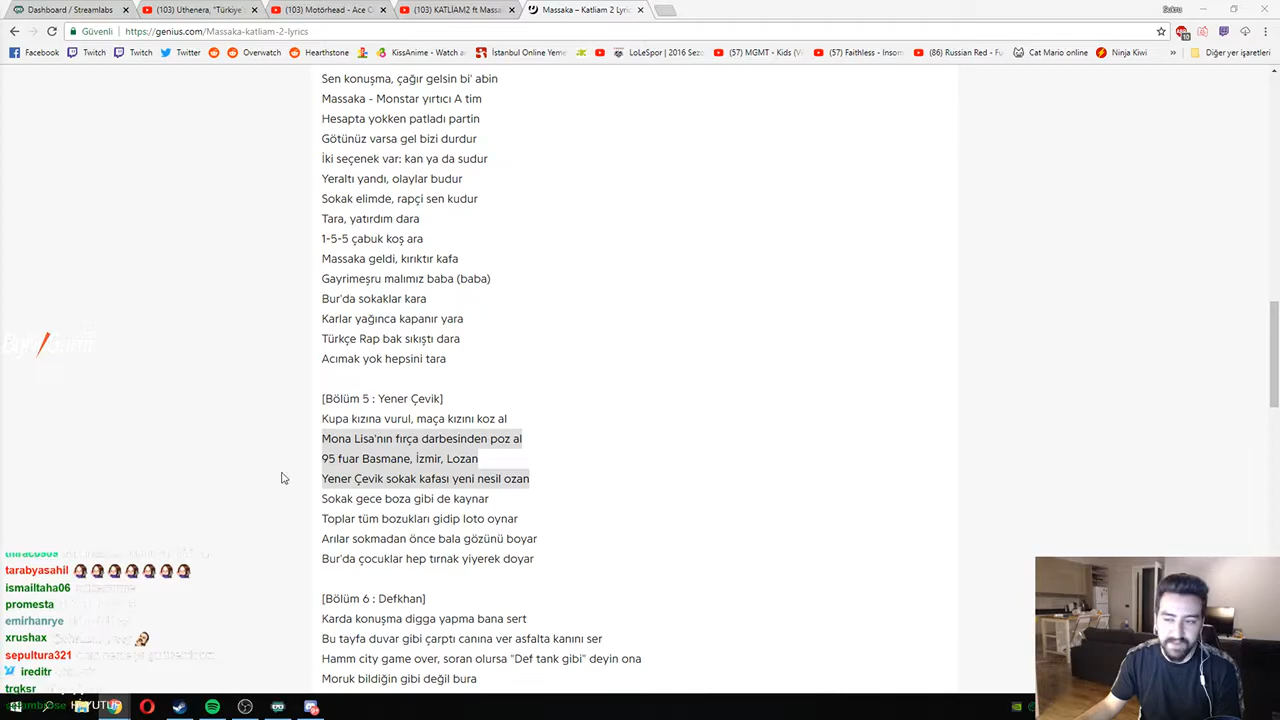 Dashboard / Streamlabs
(103) Uthenera, "Türkiye'
(103) Motörhead - Ace O
(103) KATLİAM2 ft Massa
Massaka – Katliam 2 Lyric
Güvenli
https://genius.com/Massaka-katliam-2-lyrics
Facebook
Twitch
Twitch
Twitter
Overwatch
Hearthstone
KissAnime - Watch a
İstanbul Online Yeme
LoLeSpor | 2016 Sezo
(57) MGMT - Kids (V
(57) Faithless - Insom
(86) Russian Red - Fu
Cat Mario online
Ninja Kiwi
»
Diğer yer işaretleri
Sen konuşma, çağır gelsin bi' abin
Massaka - Monstar yırtıcı A tim
Hesapta yokken patladı partin
Götünüz varsa gel bizi durdur
İki seçenek var: kan ya da sudur
Yeraltı yandı, olaylar budur
Sokak elimde, rapçi sen kudur
Tara, yatırdım dara
1-5-5 çabuk koş ara
Massaka geldi, kırıktır kafa
Gayrimeşru malımız baba (baba)
Bur'da sokaklar kara
Karlar yağınca kapanır yara
Türkçe Rap bak sıkıştı dara
Acımak yok hepsini tara
[Bölüm 5 : Yener Çevik]
Kupa kızına vurul, maça kızını koz al
Mona Lisa'nın fırça darbesinden poz al
95 fuar Basmane, İzmir, Lozan
Yener Çevik sokak kafası yeni nesil ozan
Sokak gece boza gibi de kaynar
Toplar tüm bozukları gidip loto oynar
Arılar sokmadan önce bala gözünü boyar
Bur'da çocuklar hep tırnak yiyerek doyar
[Bölüm 6 : Defkhan]
Karda konuşma digga yapma bana sert
Bu tayfa duvar gibi çarptı canına ver asfalta kanını ser
Hamm city game over, soran olursa "Def tank gibi" deyin ona
Moruk bildiğin gibi değil bura
tarabyasahil
ismailtaha06
promesta
emirhanrye
xrushax
sepultura321
ireditr
trqksr